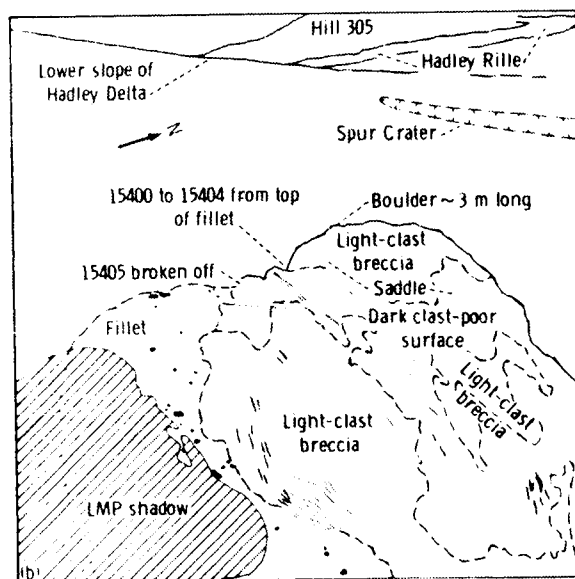 Hill 305
Hadley Rille
Lower slope of
Hadley Delta
N
Spur Crater
15400 to 15404 from top
of fillet
Boulder ~ 3 m long
Light-clast
breccia
15405 broken off
Saddle
Fillet
Dark clast-poor
surface
Light-clast
breccia
Light-clast
breccia
LMP shadow
(b)